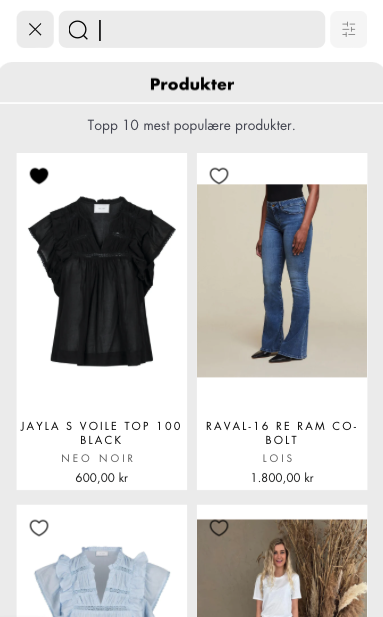 Produkter
Topp 10 mest populære produkter.
JAYLA S VOILE TOP 100
BLACK
NEO NOIR
600,00 kr
RAVAL-16 RE RAM CO-
BOLT
LOIS
1.800,00 kr